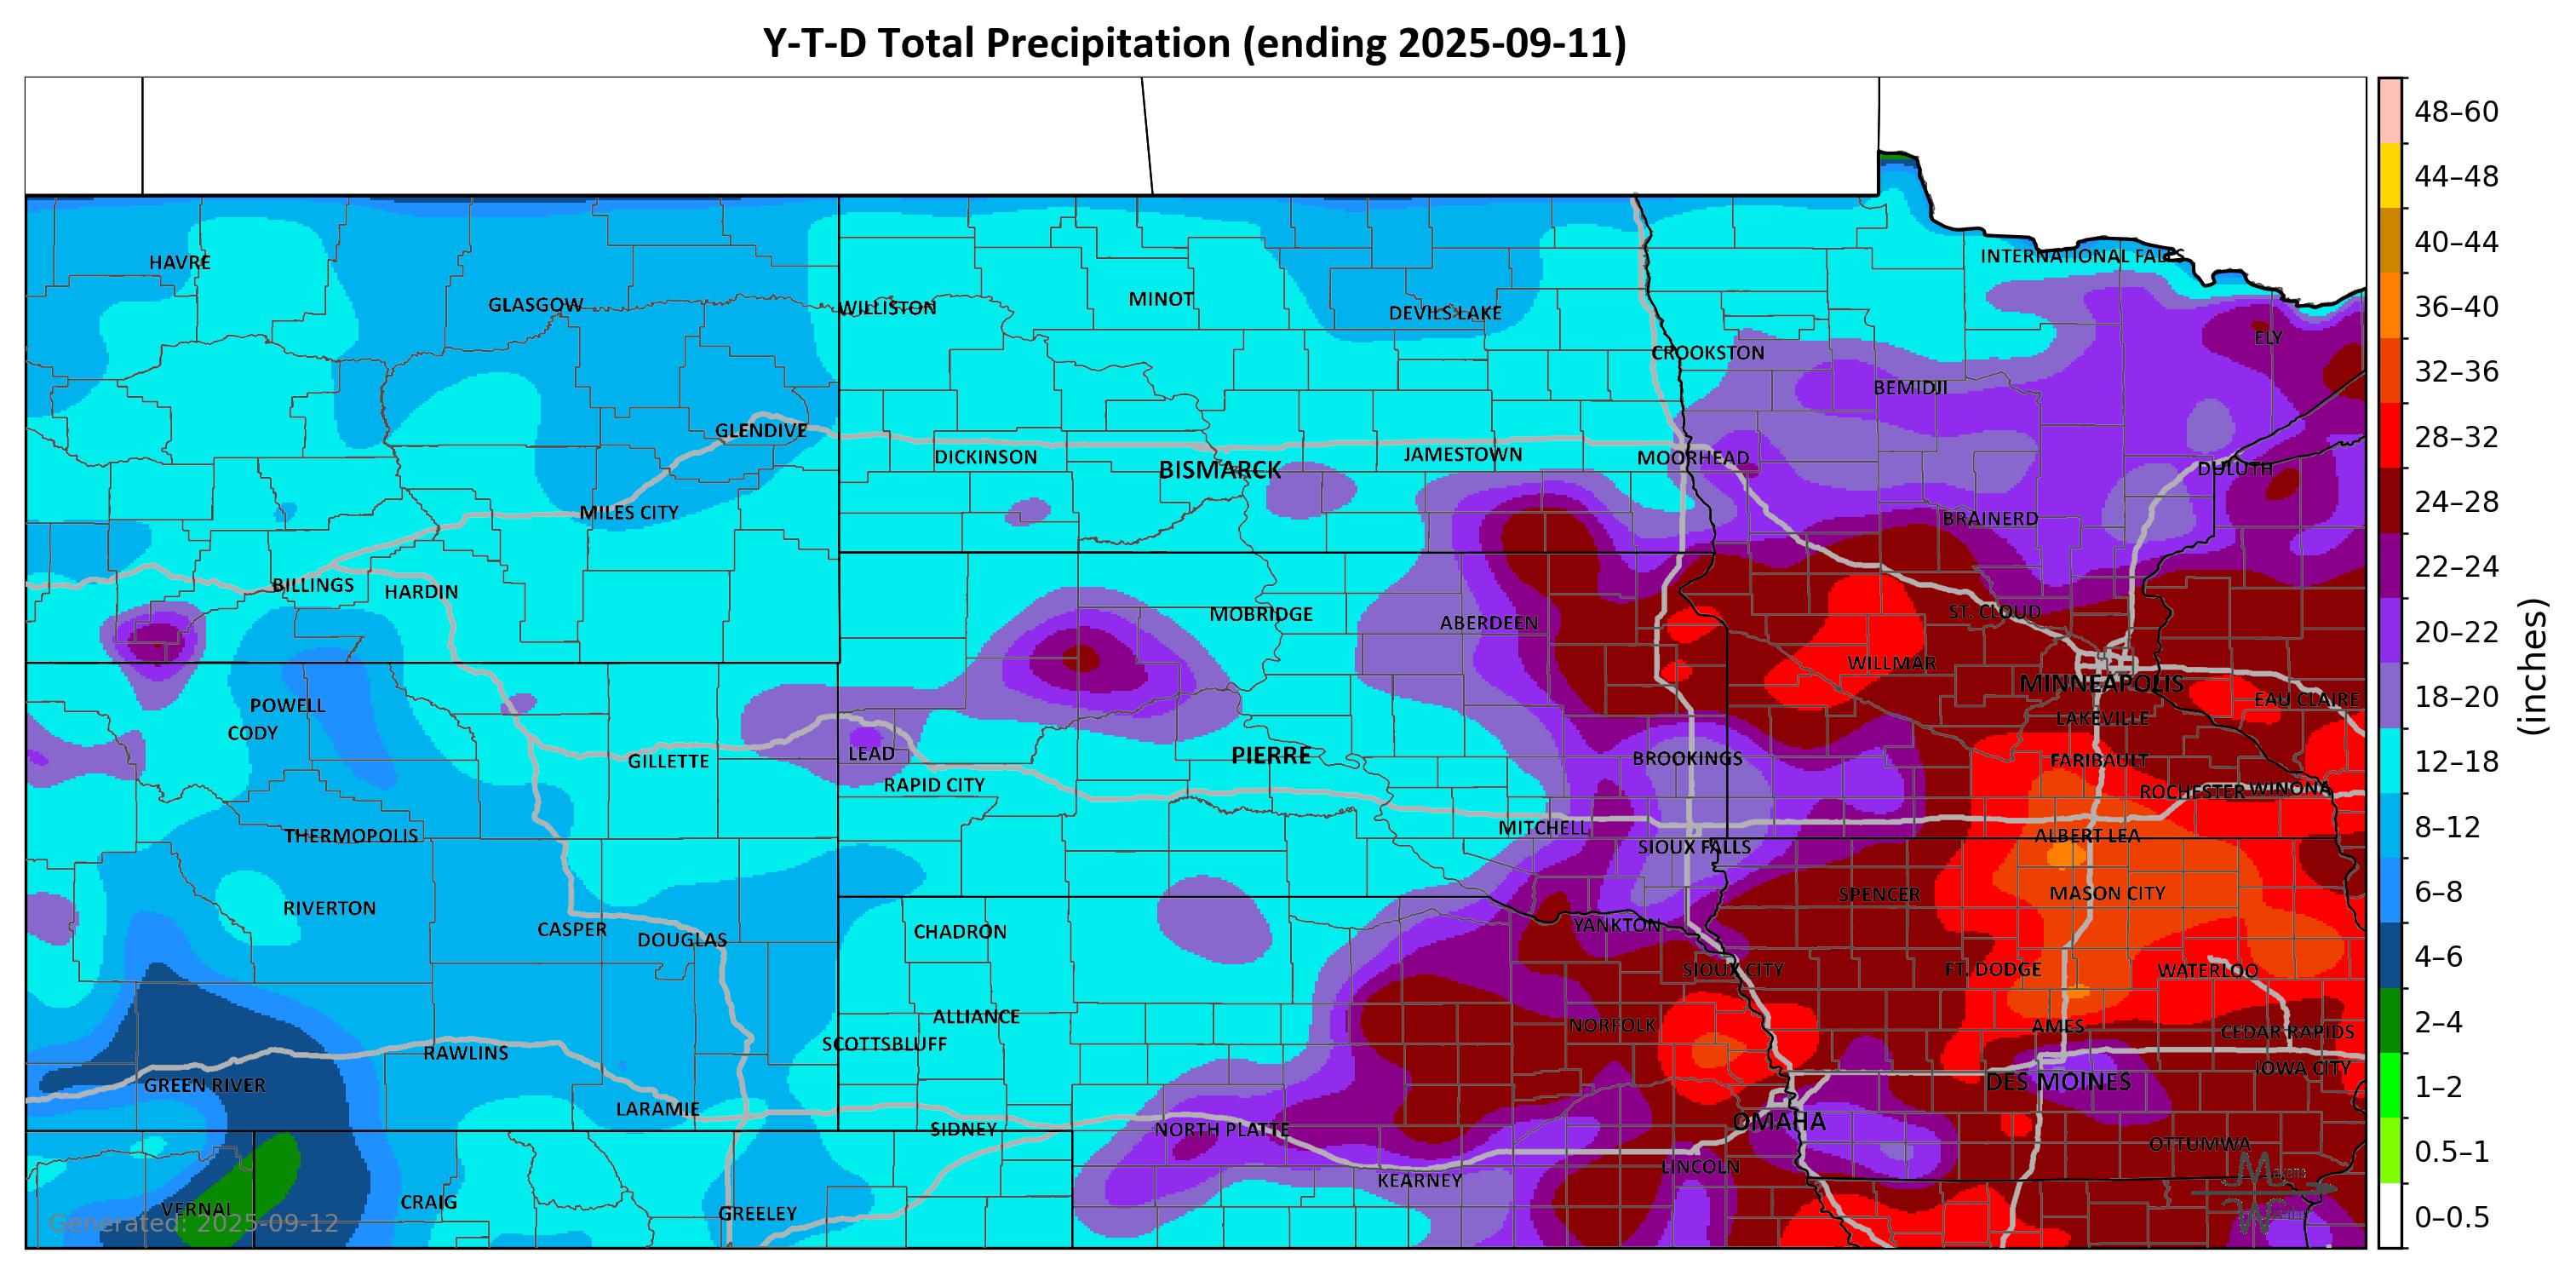 Y-T-D Total Precipitation (ending 2025-09-11)
48–60
44–48
40–44
36–40
32–36
28–32
24–28
22–24
20–22
18–20
12–18
8–12
6–8
4–6
2–4
1–2
0.5–1
0–0.5
(inches)
HAVRE
INTERNATIONAL FALLS
GLASGOW
WILLISTON
MINOT
DEVILS LAKE
ELY
CROOKSTON
BEMIDJI
GLENDIVE
DICKINSON
BISMARCK
JAMESTOWN
MOORHEAD
DULUTH
MILES CITY
BRAINERD
BILLINGS
HARDIN
MOBRIDGE
ABERDEEN
ST. CLOUD
WILLMAR
MINNEAPOLIS
EAU CLAIRE
POWELL
CODY
LAKEVILLE
GILLETTE
LEAD
PIERRE
BROOKINGS
FARIBAULT
RAPID CITY
ROCHESTER
WINONA
THERMOPOLIS
MITCHELL
ALBERT LEA
SIOUX FALLS
RIVERTON
SPENCER
MASON CITY
CASPER
DOUGLAS
CHADRON
YANKTON
SIOUX CITY
FT. DODGE
WATERLOO
ALLIANCE
NORFOLK
AMES
CEDAR RAPIDS
SCOTTSBLUFF
RAWLINS
IOWA CITY
GREEN RIVER
DES MOINES
LARAMIE
OMAHA
SIDNEY
NORTH PLATTE
OTTUMWA
LINCOLN
KEARNEY
CRAIG
VERNAL
GREELEY
Generated: 2025-09-12